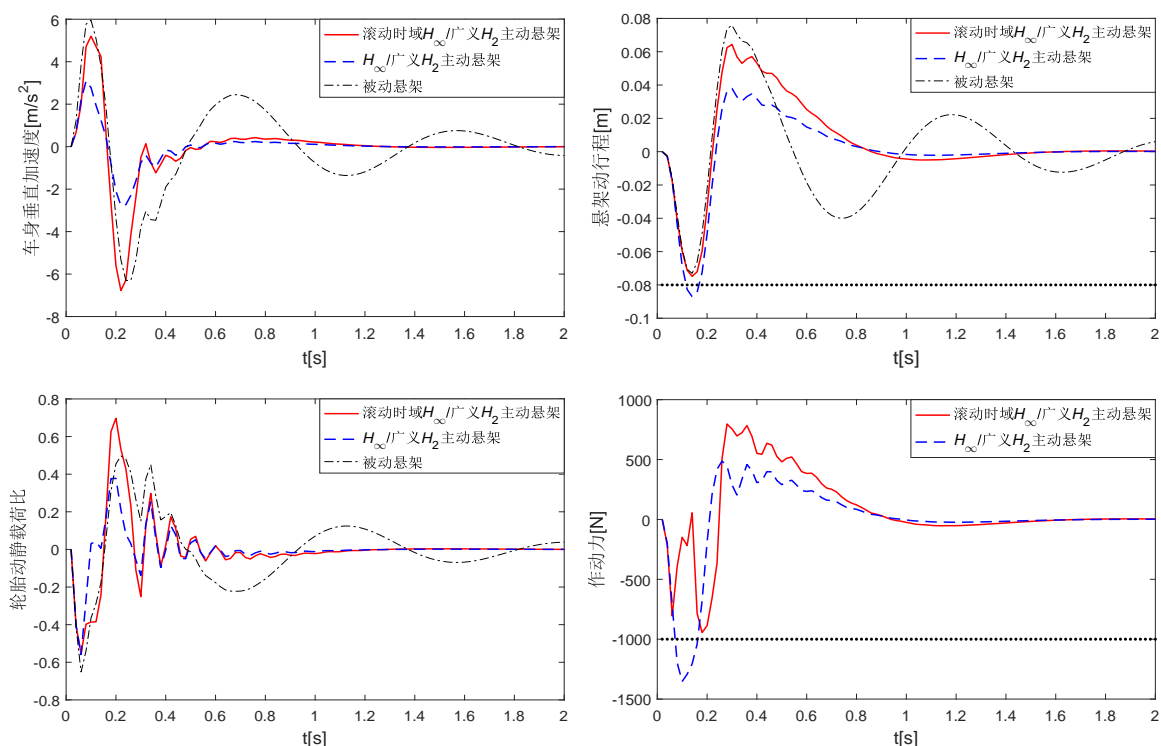 车身垂直加速度[m/s²]
6
4
2
0
-2
-4
-6
-8
滚动时域H∞/广义H₂主动悬架
H∞/广义H₂主动悬架
被动悬架
0 0.2 0.4 0.6 0.8 1 1.2 1.4 1.6 1.8 2
t[s]
悬架动行程[m]
0.08
0.06
0.04
0.02
0
-0.02
-0.04
-0.06
-0.08
-0.1
滚动时域H∞/广义H₂主动悬架
H∞/广义H₂主动悬架
被动悬架
0 0.2 0.4 0.6 0.8 1 1.2 1.4 1.6 1.8 2
t[s]
轮胎动静载荷比
0.8
0.6
0.4
0.2
0
-0.2
-0.4
-0.6
-0.8
滚动时域H∞/广义H₂主动悬架
H∞/广义H₂主动悬架
被动悬架
0 0.2 0.4 0.6 0.8 1 1.2 1.4 1.6 1.8 2
t[s]
作动力[N]
1000
500
0
-500
-1000
-1500
滚动时域H∞/广义H₂主动悬架
H∞/广义H₂主动悬架
0 0.2 0.4 0.6 0.8 1 1.2 1.4 1.6 1.8 2
t[s]